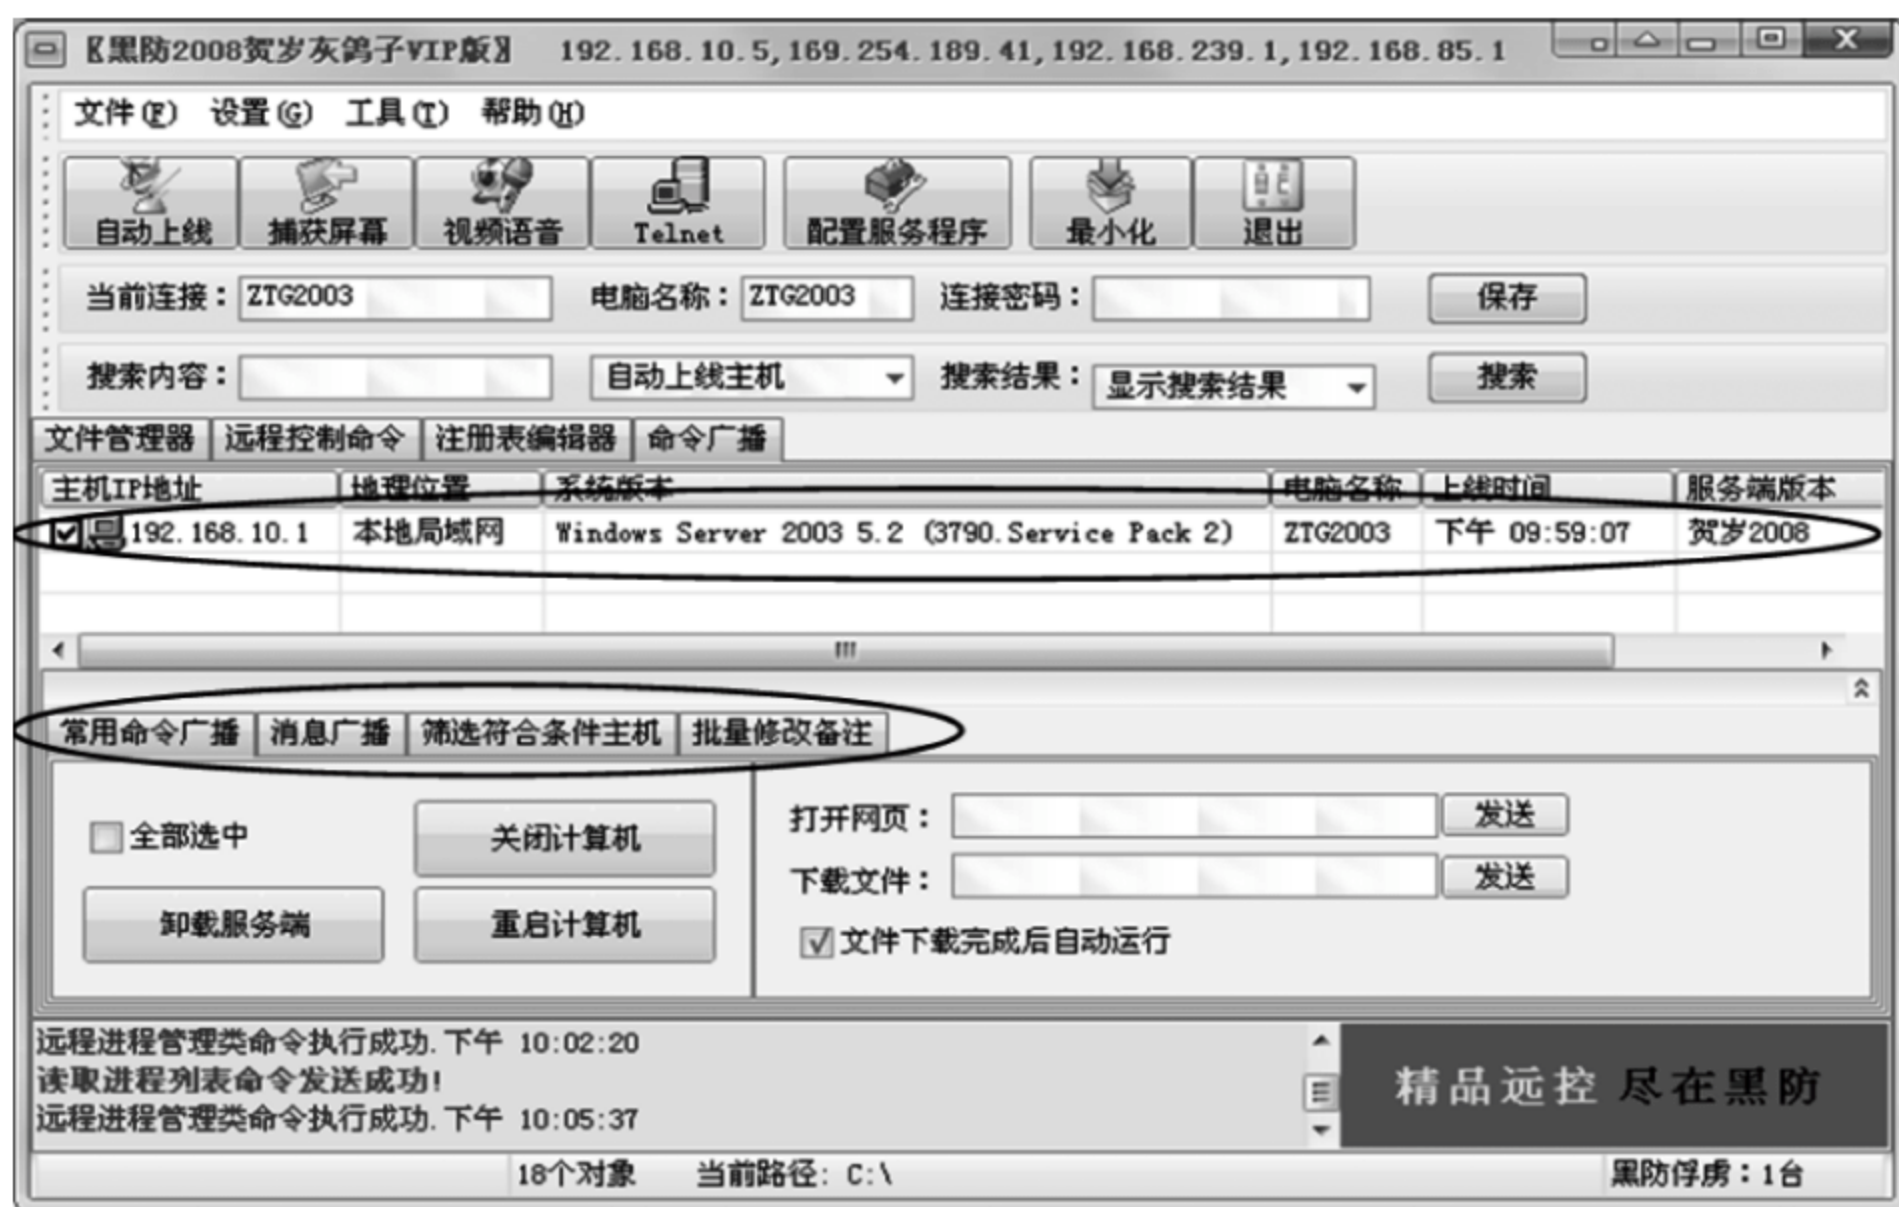 〖黑防2008贺岁灰鸽子VIP版〗 192.168.10.5,169.254.189.41,192.168.239.1,192.168.85.1
文件(F) 设置(G) 工具(T) 帮助(H)
自动上线 捕获屏幕 视频语音 Telnet 配置服务程序 最小化 退出
当前连接： ZTG2003 电脑名称： ZTG2003 连接密码： 保存
搜索内容： 自动上线主机 搜索结果： 显示搜索结果 搜索
文件管理器 远程控制命令 注册表编辑器 命令广播
主机IP地址 地理位置 系统版本 电脑名称 上线时间 服务端版本
192.168.10.1 本地局域网 Windows Server 2003 5.2 (3790.Service Pack 2) ZTG2003 下午 09:59:07 贺岁2008
常用命令广播 消息广播 筛选符合条件主机 批量修改备注
全部选中 关闭计算机 打开网页： 发送
下载文件： 发送
卸载服务端 重启计算机 文件下载完成后自动运行
远程进程管理类命令执行成功.下午 10:02:20
读取进程列表命令发送成功!
远程进程管理类命令执行成功.下午 10:05:37
精品远控 尽在黑防
18个对象 当前路径: C:\ 黑防俘虏：1台